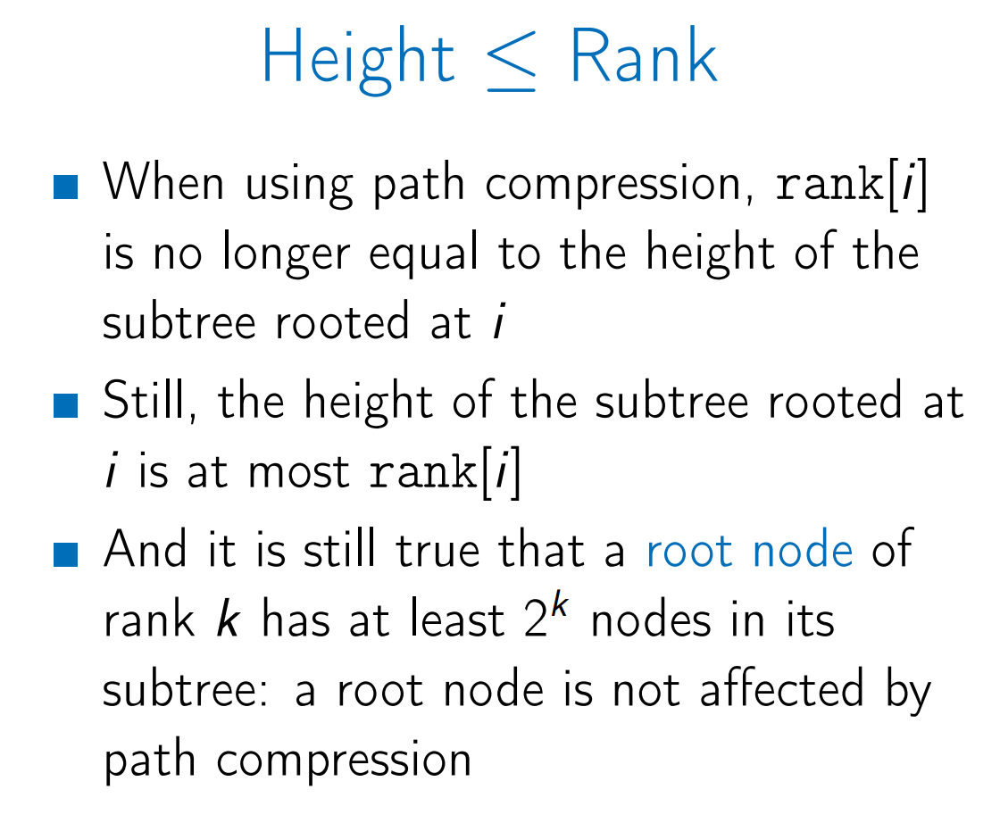 Height ≤ Rank
When using path compression, rank[i]
is no longer equal to the height of the
subtree rooted at i
Still, the height of the subtree rooted at
i is at most rank[i]
And it is still true that a root node of
rank k has at least 2^k nodes in its
subtree: a root node is not affected by
path compression